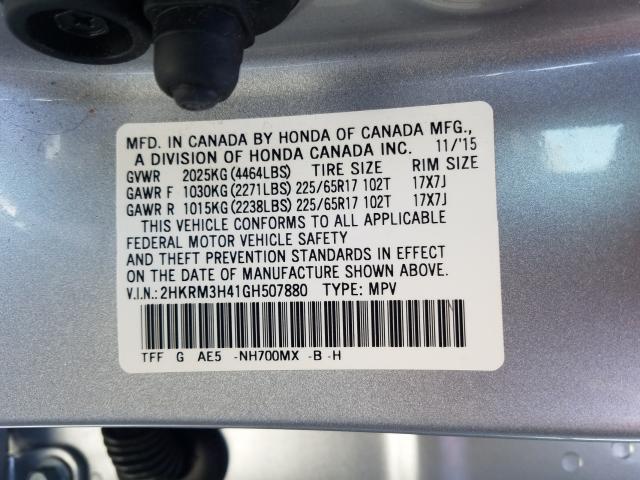 MFD. IN CANADA BY HONDA OF CANADA MFG.,
A DIVISION OF HONDA CANADA INC. 11/'15
GVWR 2025KG(4464LBS) TIRE SIZE RIM SIZE
GAWR F 1030KG(2271LBS) 225/65R17 102T 17X7J
GAWR R 1015KG(2238LBS) 225/65R17 102T 17X7J
THIS VEHICLE CONFORMS TO ALL APPLICABLE
FEDERAL MOTOR VEHICLE SAFETY
AND THEFT PREVENTION STANDARDS IN EFFECT
ON THE DATE OF MANUFACTURE SHOWN ABOVE.
V.I.N.: 2HKRM3H41GH507880 TYPE: MPV
TFF G AE5 -NH700MX -B -H